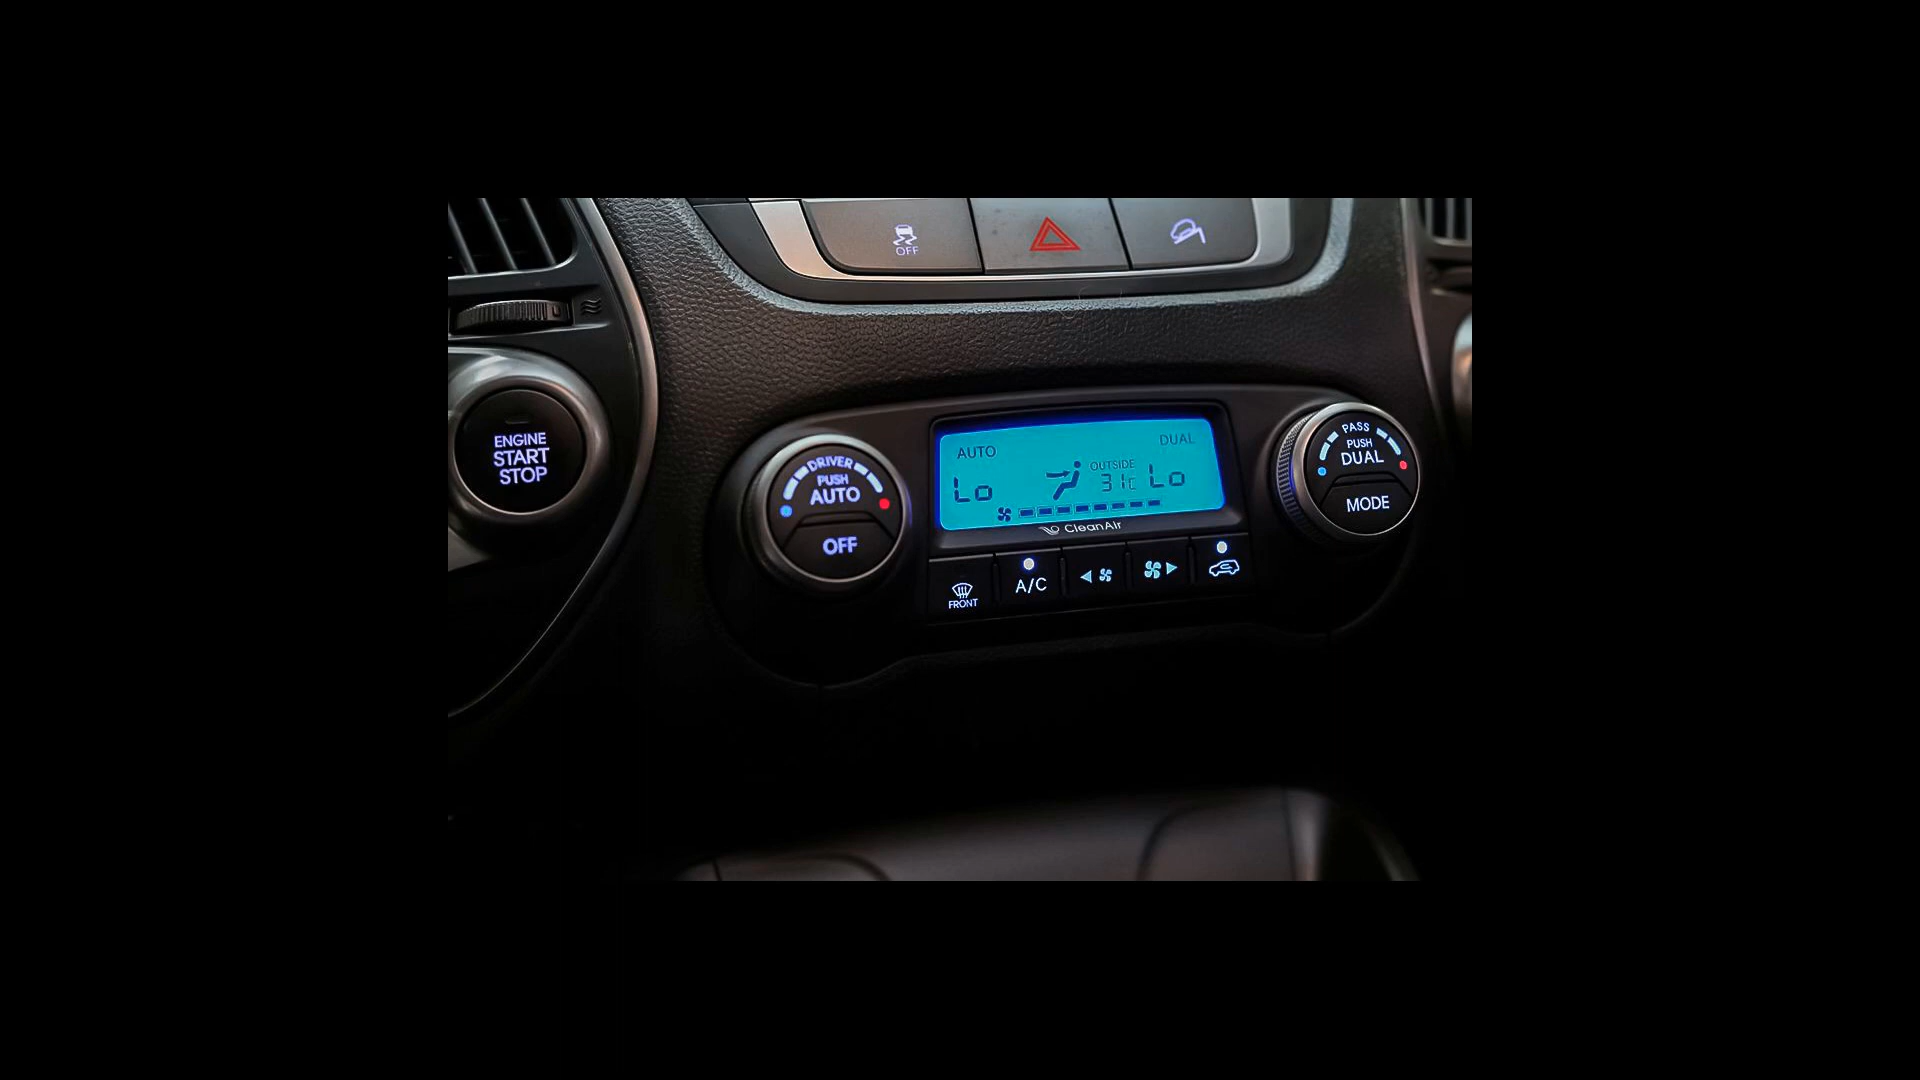 OFF
ENGINE
START
STOP
DRIVER
PUSH
AUTO
OFF
AUTO
DUAL
Lo
OUTSIDE
31c
Lo
CleanAir
FRONT
A/C
PASS
PUSH
DUAL
MODE